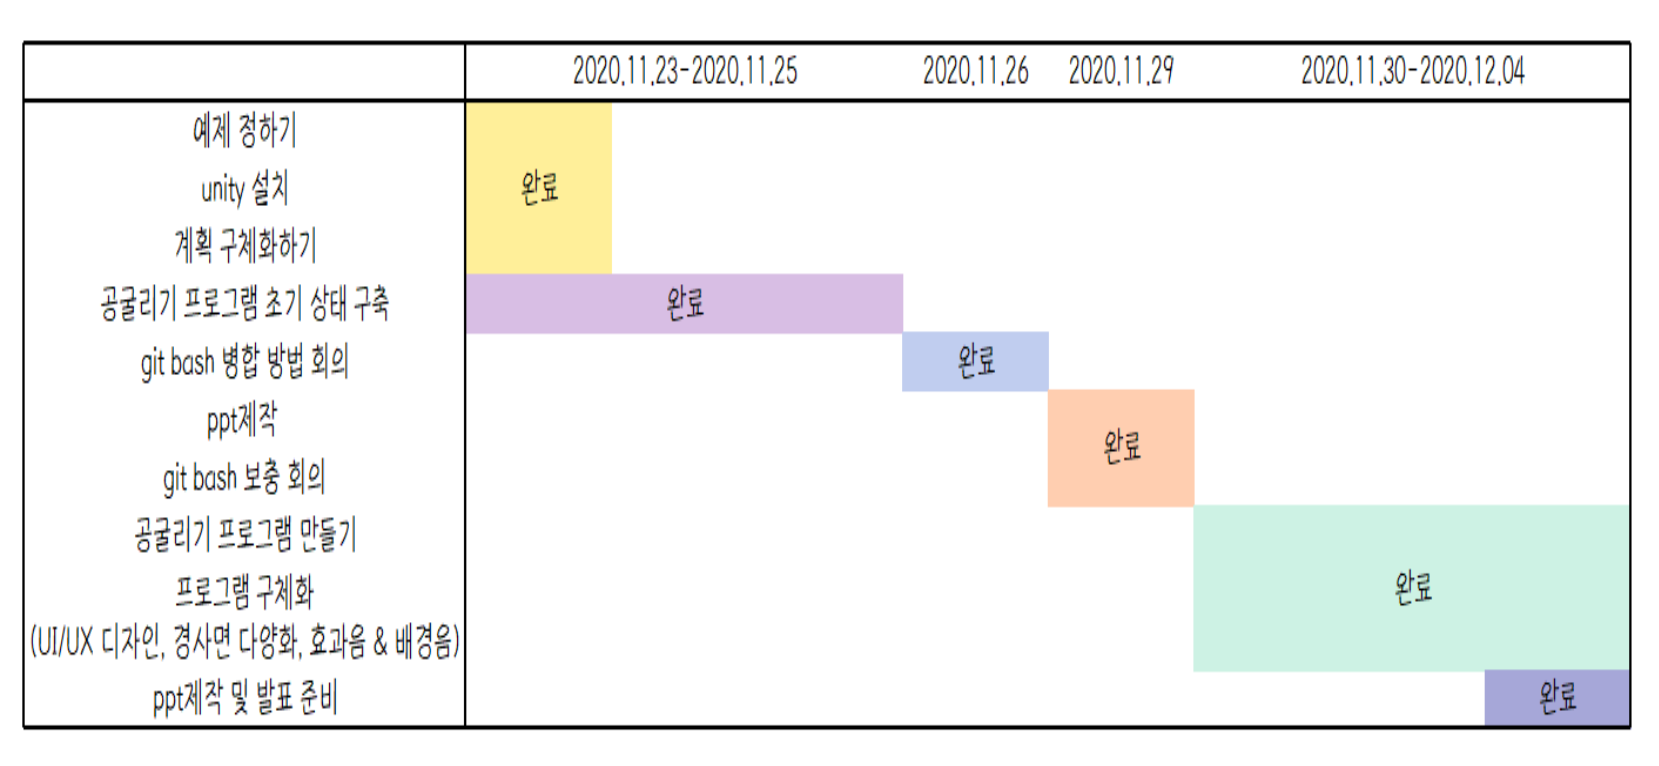 2020.11.23-2020.11.25 2020.11.26 2020.11.29 2020.11.30-2020.12.04
예제 정하기
unity 설치 완료
계획 구체화하기
공굴리기 프로그램 초기 상태 구축 완료
git bash 병합 방법 회의 완료
ppt제작
완료
git bash 보충 회의
공굴리기 프로그램 만들기
프로그램 구체화 완료
(UI/UX 디자인, 경사면 다양화, 효과음 & 배경음)
ppt제작 및 발표 준비 완료